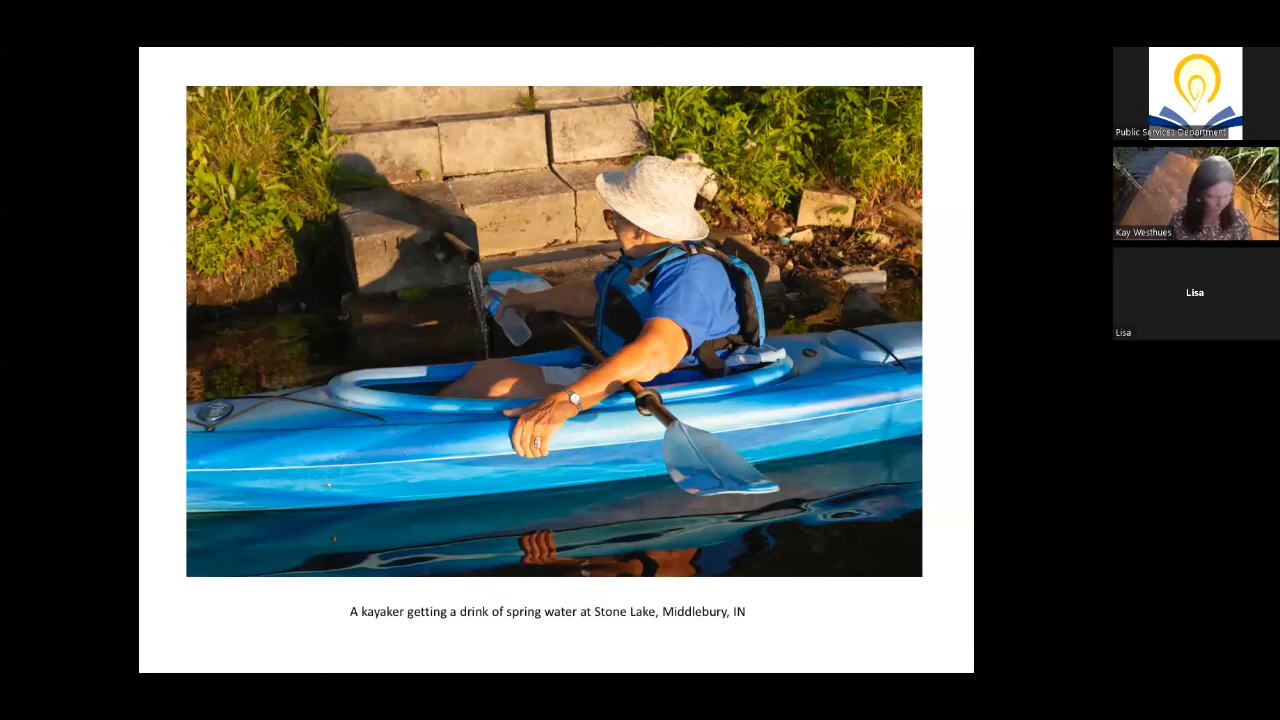 Public Services Department
Kay Westhues
Lisa
Lisa
A kayaker getting a drink of spring water at Stone Lake, Middlebury, IN